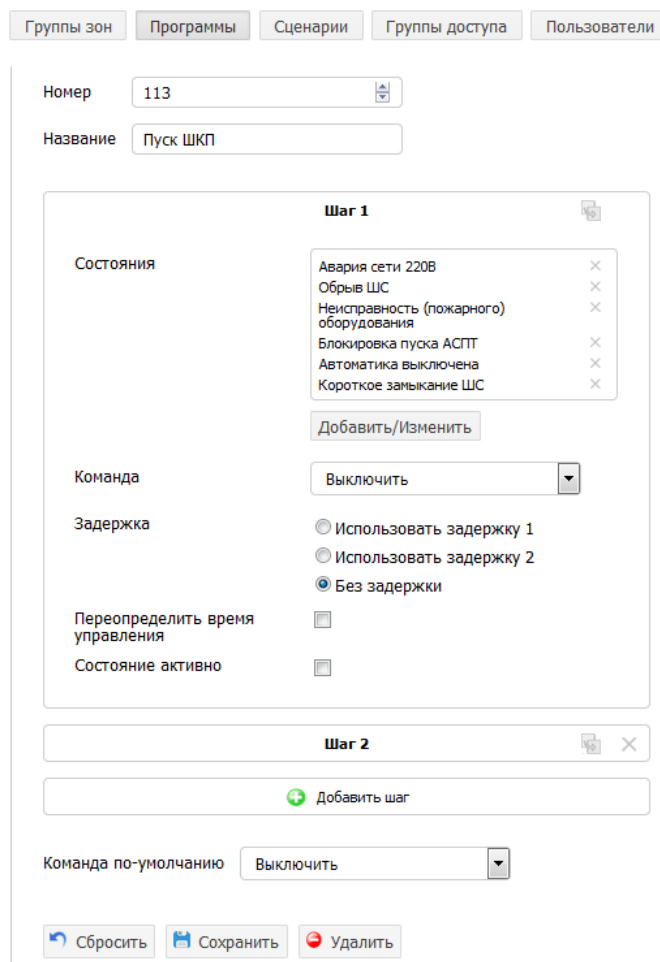 Группы зон Программы Сценарии Группы доступа Пользователи
Номер 113
Название Пуск ШКП
Шаг 1
Состояния
Авария сети 220В
Обрыв ШС
Неисправность (пожарного)
оборудования
Блокировка пуска АСПТ
Автоматика выключена
Короткое замыкание ШС
Добавить/Изменить
Команда Выключить
Задержка
Использовать задержку 1
Использовать задержку 2
Без задержки
Переопределить время
управления
Состояние активно
Шаг 2
Добавить шаг
Команда по-умолчанию Выключить
Сбросить Сохранить Удалить